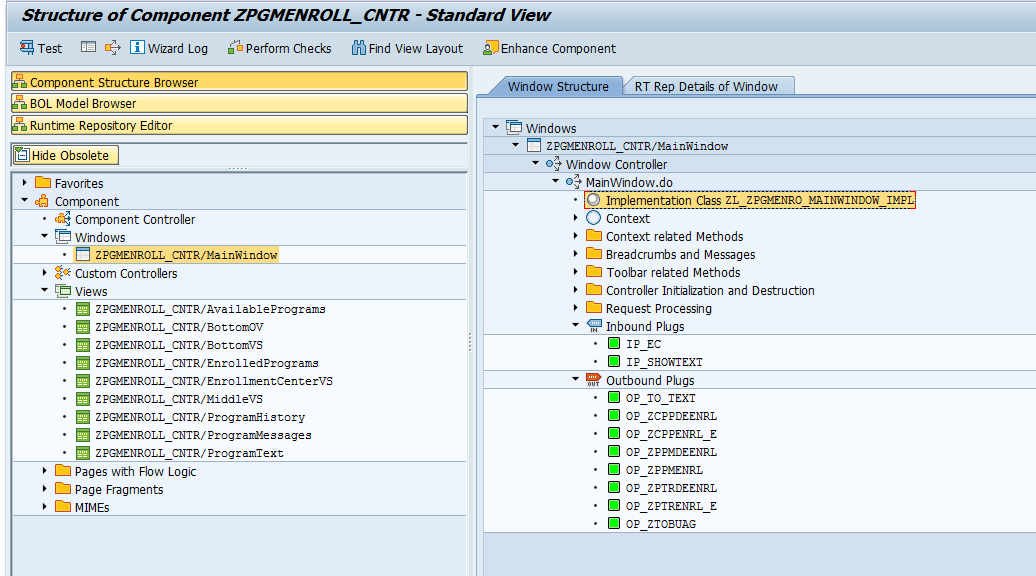 Structure of Component ZPGMENROLL_CNTR - Standard View
Test Wizard Log Perform Checks Find View Layout Enhance Component
Component Structure Browser
BOL Model Browser
Runtime Repository Editor
Hide Obsolete
Favorites
Component
Component Controller
Windows
ZPGMENROLL_CNTR/MainWindow
Custom Controllers
Views
ZPGMENROLL_CNTR/AvailablePrograms
ZPGMENROLL_CNTR/BottomOV
ZPGMENROLL_CNTR/BottomVS
ZPGMENROLL_CNTR/EnrolledPrograms
ZPGMENROLL_CNTR/EnrollmentCenterVS
ZPGMENROLL_CNTR/MiddleVS
ZPGMENROLL_CNTR/ProgramHistory
ZPGMENROLL_CNTR/ProgramMessages
ZPGMENROLL_CNTR/ProgramText
Pages with Flow Logic
Page Fragments
MIMEs
Window Structure RT Rep Details of Window
Windows
ZPGMENROLL_CNTR/MainWindow
Window Controller
MainWindow.do
Implementation Class ZL_ZPGMENRO_MAINWINDOW_IMPL
Context
Context related Methods
Breadcrumbs and Messages
Toolbar related Methods
Controller Initialization and Destruction
Request Processing
IN Inbound Plugs
IP_EC
IP_SHOWTEXT
OUT Outbound Plugs
OP_TO_TEXT
OP_ZCPPDEENRL
OP_ZCPPENRL_E
OP_ZPPMDEENRL
OP_ZPPMENRL
OP_ZPTRDEENRL
OP_ZPTRENRL_E
OP_ZTOBUAG